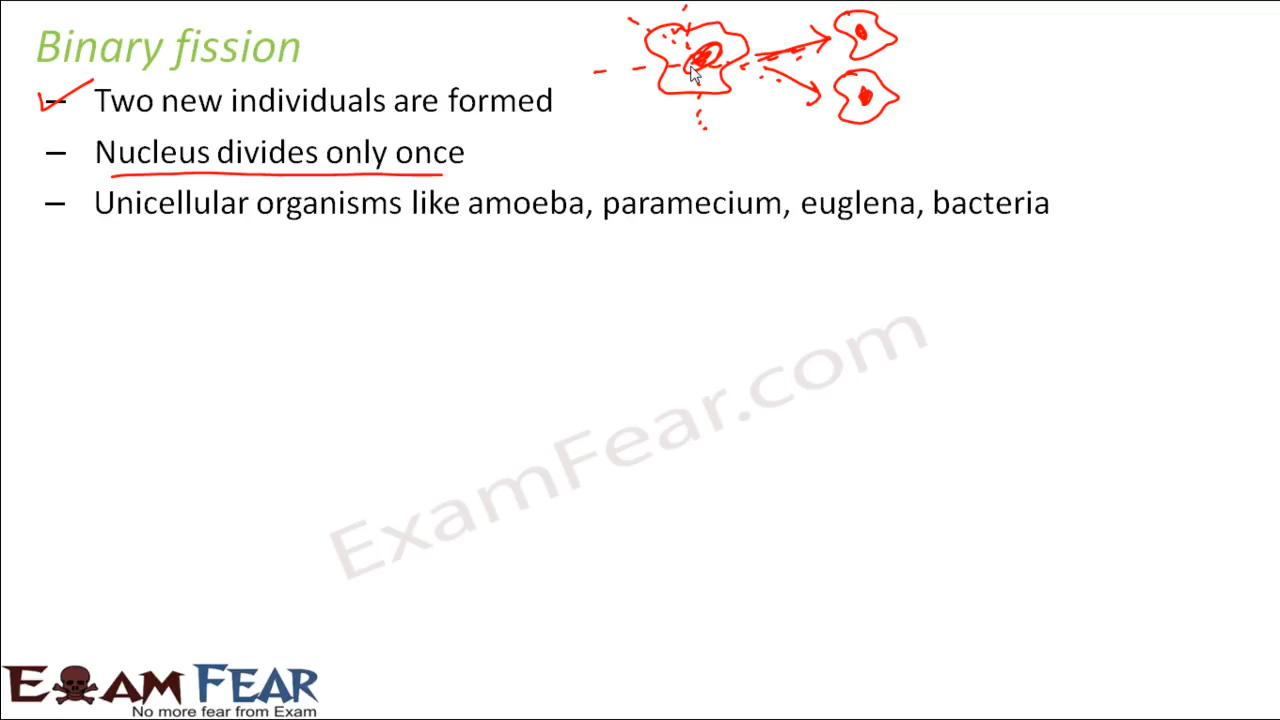 Binary fission
– Two new individuals are formed
– Nucleus divides only once
– Unicellular organisms like amoeba, paramecium, euglena, bacteria
ExamFear.com
EXAM FEAR
No more fear from Exam